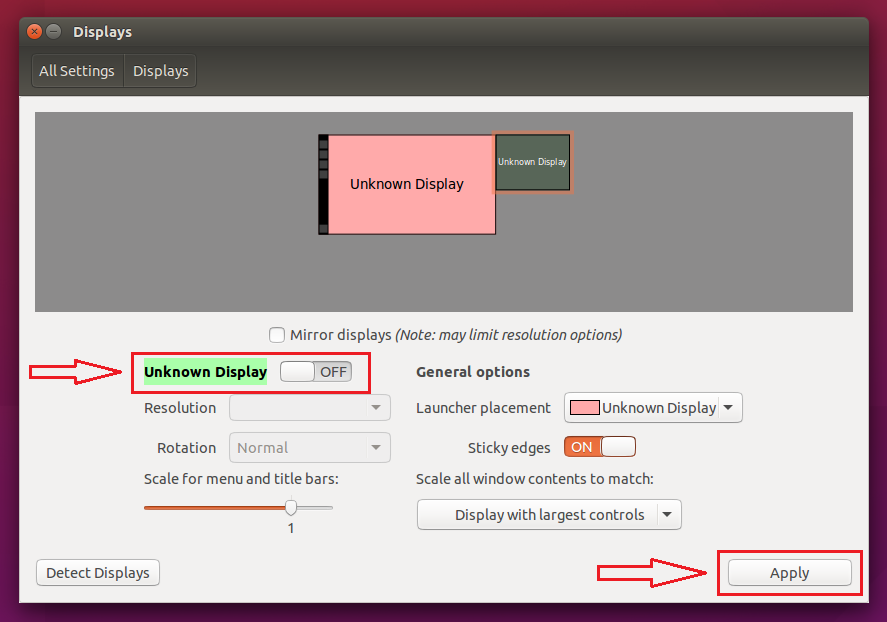 Displays
All Settings
Displays
Unknown Display
Unknown Display
Mirror displays (Note: may limit resolution options)
Unknown Display
OFF
General options
Resolution
Launcher placement
Unknown Display
Rotation
Normal
Sticky edges
ON
Scale for menu and title bars:
Scale all window contents to match:
1
Display with largest controls
Detect Displays
Apply